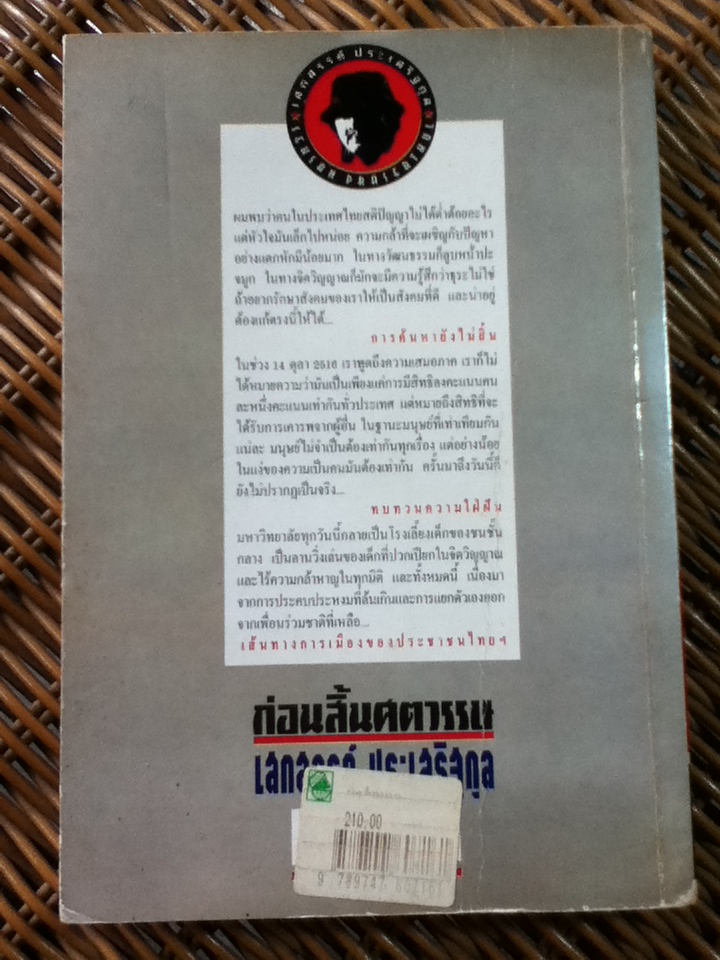 เสกสรรค์ ประเสริฐกุล
ผมพบว่าคนในประเทศไทยสติปัญญาไม่ได้ต่ำต้อยอะไร
แต่หัวใจมันเล็กไปหน่อย ความกล้าที่จะเผชิญกับปัญหา
อย่างแตกหักมีน้อยมาก ในทางวัฒนธรรมก็ลูบหน้าปะ
จมูก ในทางจิตวิญญาณก็มักจะมีความรู้สึกว่าธุระไม่ใช่
ถ้าอยากรักษาสังคมของเราให้เป็นสังคมที่ดี และน่าอยู่
ต้องแก้ตรงนี้ให้ได้...
การค้นหายังไม่สิ้น
ในช่วง 14 ตุลา 2516 เราพูดถึงความเสมอภาค เราก็ไม่
ได้หมายความว่ามันเป็นเพียงแค่การมีสิทธิลงคะแนนคน
ละหนึ่งคะแนนเท่ากันทั่วประเทศ แต่หมายถึงสิทธิที่จะ
ได้รับการเคารพจากผู้อื่น ในฐานะมนุษย์ที่เท่าเทียมกัน
แน่ละ มนุษย์ไม่จำเป็นต้องเท่ากันทุกเรื่อง แต่อย่างน้อย
ในแง่ของความเป็นคนมันต้องเท่ากัน ครั้นมาถึงวันนี้ก็
ยังไม่ปรากฏเป็นจริง...
ทบทวนความใฝ่ฝัน
มหาวิทยาลัยทุกวันนี้กลายเป็นโรงเลี้ยงเด็กของชนชั้น
กลาง เป็นลานวิ่งเล่นของเด็กที่ปวกเปียกในจิตวิญญาณ
และไร้ความกล้าหาญในทุกมิติ และทั้งหมดนี้ เนื่องมา
จากการประคบประหงมที่ล้นเกินและการแยกตัวเองออก
จากเพื่อนร่วมชาติที่เหลือ...
เส้นทางการเมืองของประชาชนไทยฯ
ก่อนสิ้นศตวรรษ
เสกสรรค์ ประเสริฐกุล
210.00